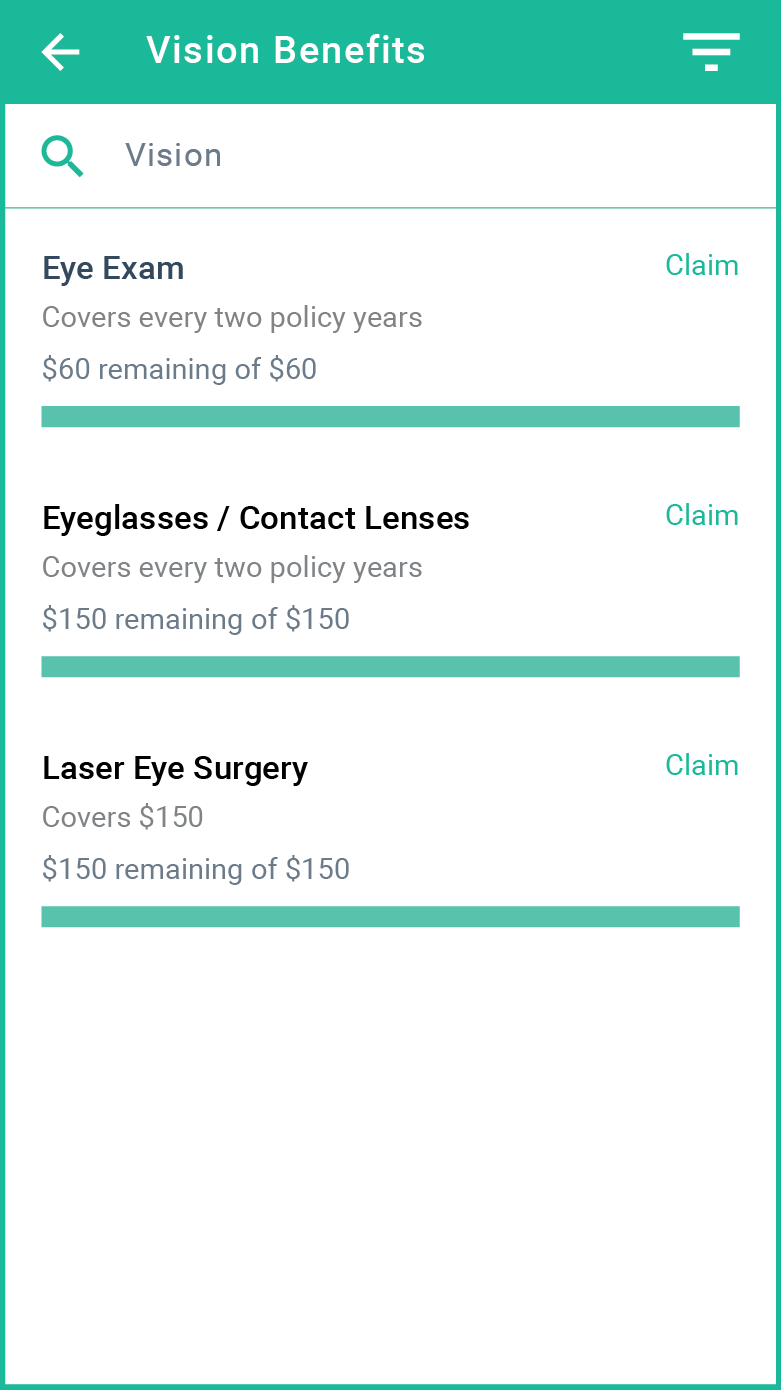 Vision Benefits
Vision
Eye Exam
Claim
Covers every two policy years
$60 remaining of $60
Eyeglasses / Contact Lenses
Claim
Covers every two policy years
$150 remaining of $150
Laser Eye Surgery
Claim
Covers $150
$150 remaining of $150